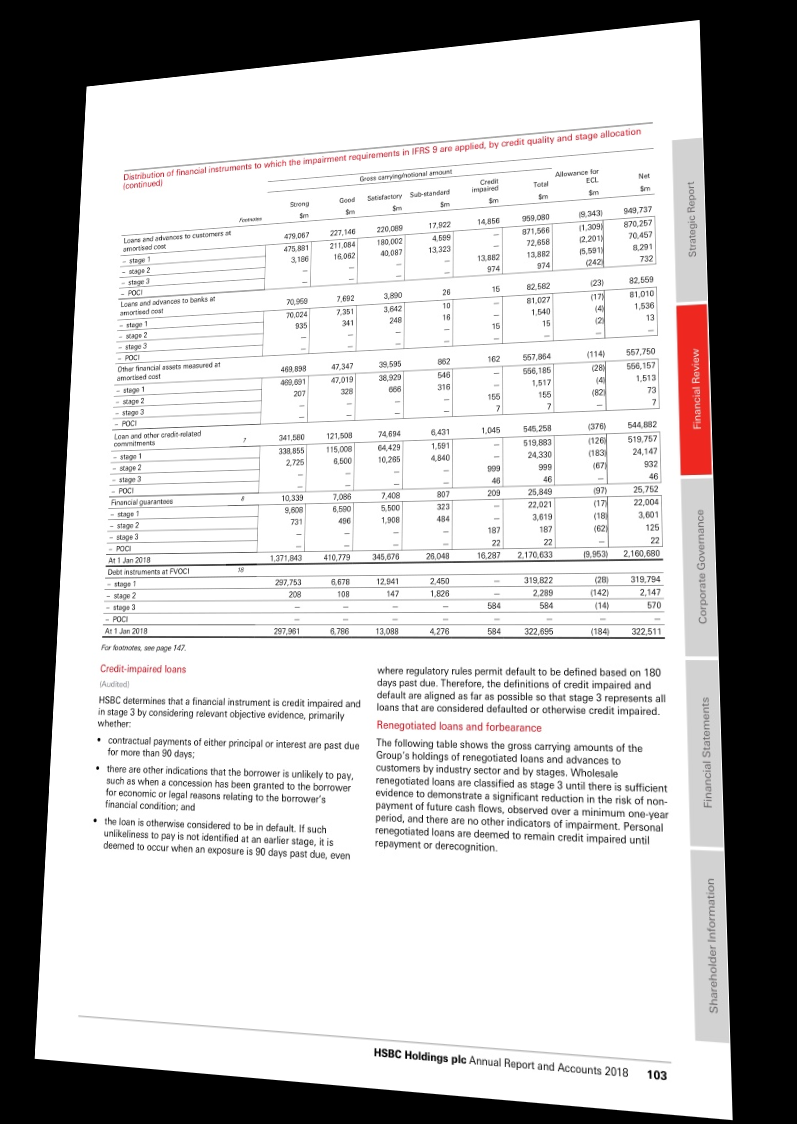 Distribution of financial instruments to which the impairment requirements in IFRS 9 are applied, by credit quality and stage allocation
(continued)
Gross carrying/notional amount
Footnotes Strong Good Satisfactory Sub-standard Credit impaired Total Allowance for ECL Net
$m $m $m $m $m $m $m $m
Loans and advances to customers at
amortised cost 479,067 227,146 220,089 17,922 14,856 959,080 (9,343) 949,737
– stage 1 475,881 211,084 180,002 4,599 – 871,566 (1,309) 870,257
– stage 2 3,186 16,062 40,087 13,323 – 72,658 (2,201) 70,457
– stage 3 – – – – 13,882 13,882 (5,591) 8,291
– POCI – – – – 974 974 (242) 732
Loans and advances to banks at
amortised cost 70,959 7,692 3,890 26 15 82,582 (23) 82,559
– stage 1 70,024 7,351 3,642 10 – 81,027 (17) 81,010
– stage 2 935 341 248 16 – 1,540 (4) 1,536
– stage 3 – – – – 15 15 (2) 13
– POCI – – – – – – – –
Other financial assets measured at
amortised cost 469,898 47,347 39,595 862 162 557,864 (114) 557,750
– stage 1 469,691 47,019 38,929 546 – 556,185 (28) 556,157
– stage 2 207 328 666 316 – 1,517 (4) 1,513
– stage 3 – – – – 155 155 (82) 73
– POCI – – – – 7 7 – 7
Loan and other credit-related
commitments 7 341,580 121,508 74,694 6,431 1,045 545,258 (376) 544,882
– stage 1 338,855 115,008 64,429 1,591 – 519,883 (126) 519,757
– stage 2 2,725 6,500 10,265 4,840 – 24,330 (183) 24,147
– stage 3 – – – – 999 999 (67) 932
– POCI – – – – 46 46 – 46
Financial guarantees 8 10,339 7,086 7,408 807 209 25,849 (97) 25,752
– stage 1 9,608 6,590 5,500 323 – 22,021 (17) 22,004
– stage 2 731 496 1,908 484 – 3,619 (18) 3,601
– stage 3 – – – – 187 187 (62) 125
– POCI – – – – 22 22 – 22
At 1 Jan 2018 1,371,843 410,779 345,676 26,048 16,287 2,170,633 (9,953) 2,160,680
Debt instruments at FVOCI 18
– stage 1 297,753 6,678 12,941 2,450 – 319,822 (28) 319,794
– stage 2 208 108 147 1,826 – 2,289 (142) 2,147
– stage 3 – – – – 584 584 (14) 570
– POCI – – – – – – – –
At 1 Jan 2018 297,961 6,786 13,088 4,276 584 322,695 (184) 322,511
For footnotes, see page 147.
Credit-impaired loans
(Audited)
HSBC determines that a financial instrument is credit impaired and
in stage 3 by considering relevant objective evidence, primarily
whether:
• contractual payments of either principal or interest are past due
for more than 90 days;
• there are other indications that the borrower is unlikely to pay,
such as when a concession has been granted to the borrower
for economic or legal reasons relating to the borrower's
financial condition; and
• the loan is otherwise considered to be in default. If such
unlikeliness to pay is not identified at an earlier stage, it is
deemed to occur when an exposure is 90 days past due, even
where regulatory rules permit default to be defined based on 180
days past due. Therefore, the definitions of credit impaired and
default are aligned as far as possible so that stage 3 represents all
loans that are considered defaulted or otherwise credit impaired.
Renegotiated loans and forbearance
The following table shows the gross carrying amounts of the
Group's holdings of renegotiated loans and advances to
customers by industry sector and by stages. Wholesale
renegotiated loans are classified as stage 3 until there is sufficient
evidence to demonstrate a significant reduction in the risk of non-
payment of future cash flows, observed over a minimum one-year
period, and there are no other indicators of impairment. Personal
renegotiated loans are deemed to remain credit impaired until
repayment or derecognition.
Strategic Report
Financial Review
Corporate Governance
Financial Statements
Shareholder Information
HSBC Holdings plc Annual Report and Accounts 2018 103